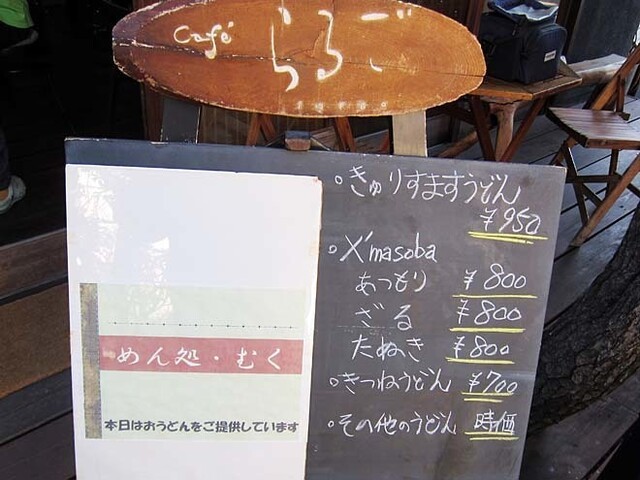 Café らるご
めん処・むく
本日はおうどんをご提供しています
・きゅりすますうどん
¥950
・X'masoba
あつもり ¥800
ざる ¥800
たぬき ¥800
・きつねうどん ¥700
・その他のうどん 時価